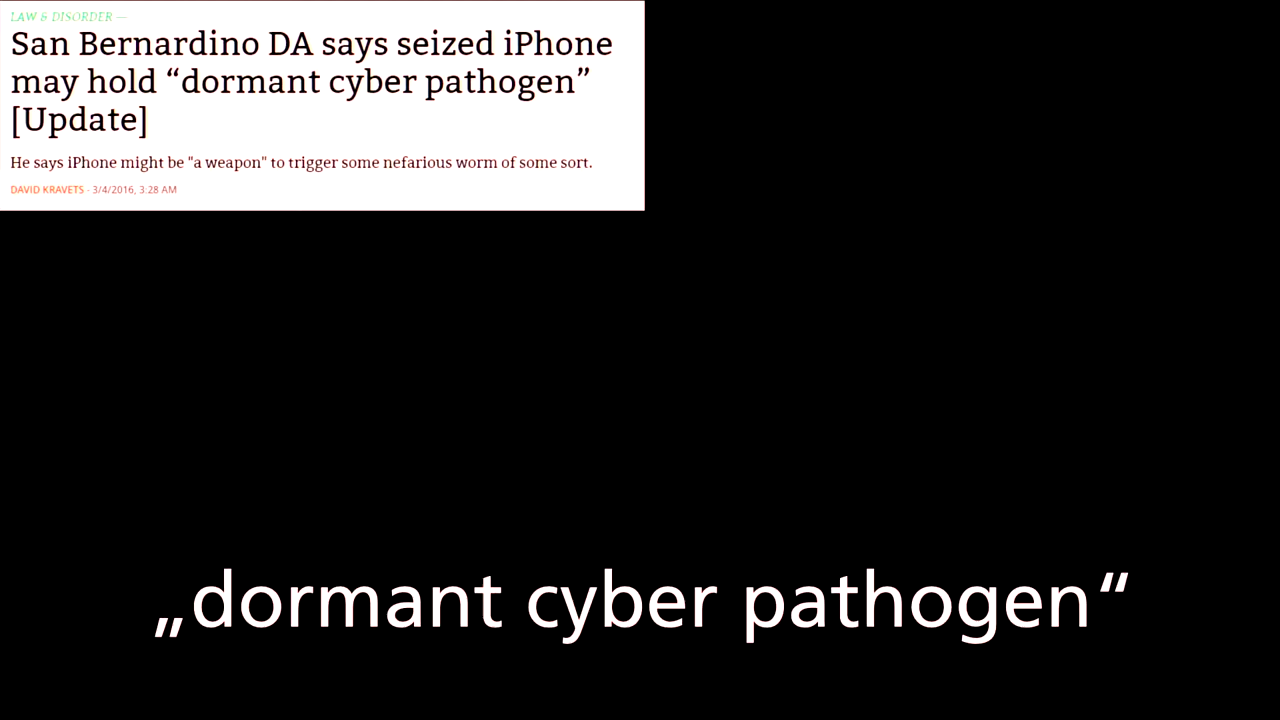 LAW & DISORDER —
San Bernardino DA says seized iPhone
may hold “dormant cyber pathogen”
[Update]
He says iPhone might be "a weapon" to trigger some nefarious worm of some sort.
DAVID KRAVETS - 3/4/2016, 3:28 AM
„dormant cyber pathogen“